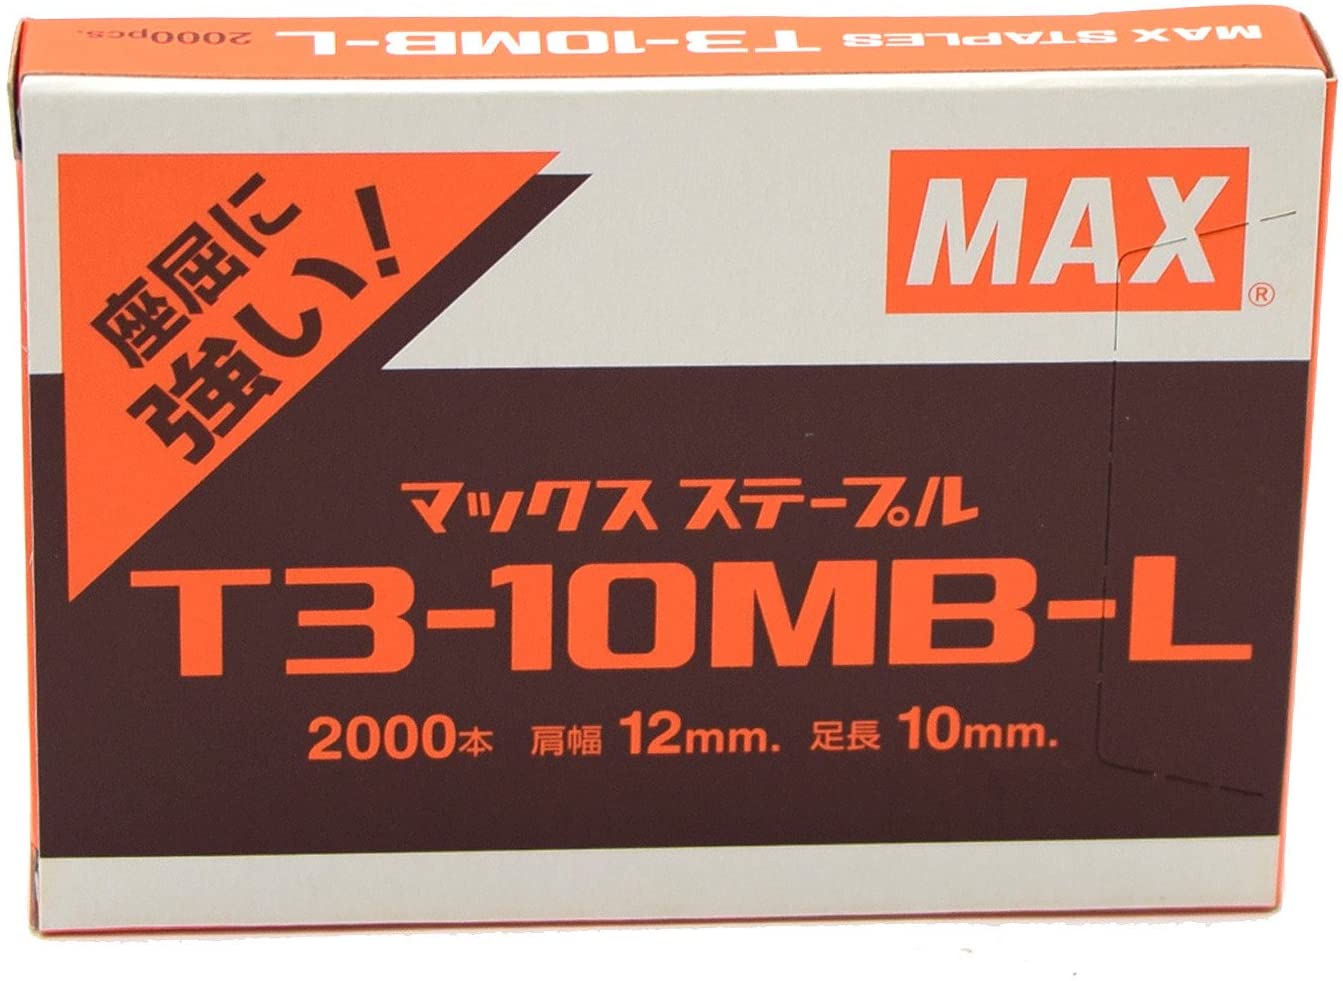 MAX STAPLES T3-10MB-L 2000pcs.
MAX
®
座屈に
強い!
マックス ステープル
T3-10MB-L
2000本 肩幅 12mm. 足長 10mm.